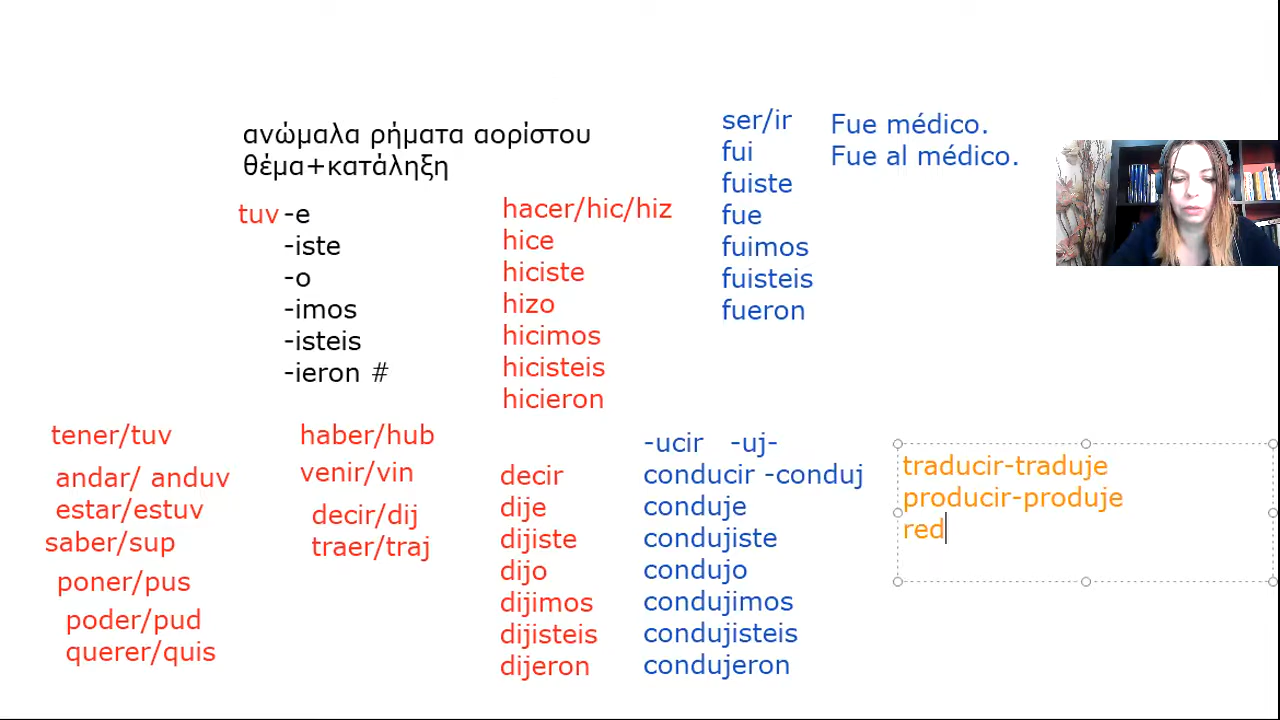 ανώμαλα ρήματα αορίστου
θέμα+κατάληξη
tuv -e
-iste
-o
-imos
-isteis
-ieron #
hacer/hic/hiz
hice
hiciste
hizo
hicimos
hicisteis
hicieron
ser/ir
fui
fuiste
fue
fuimos
fuisteis
fueron
Fue médico.
Fue al médico.
tener/tuv
andar/ anduv
estar/estuv
saber/sup
poner/pus
poder/pud
querer/quis
haber/hub
venir/vin
decir/dij
traer/traj
decir
dije
dijiste
dijo
dijimos
dijisteis
dijeron
-ucir -uj-
conducir -conduj
conduje
condujiste
condujo
condujimos
condujisteis
condujeron
traducir-traduje
producir-produje
red